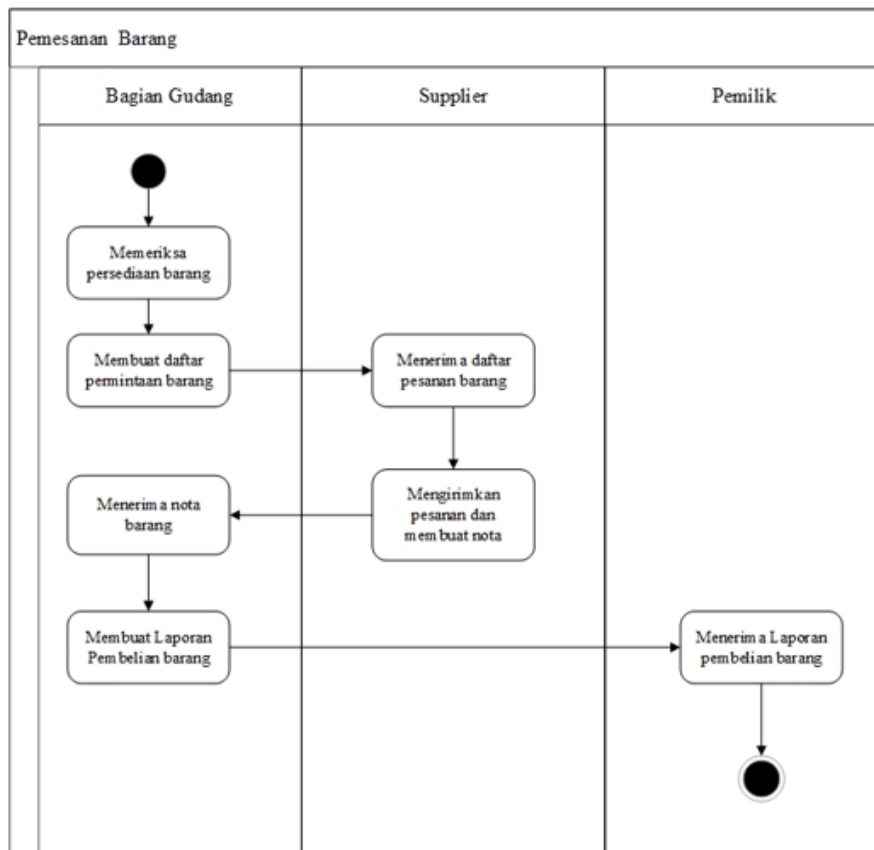 Pemesanan Barang
Bagian Gudang
Supplier
Pemilik
Memeriksa
persediaan barang
Membuat daftar
permintaan barang
Menerima daftar
pesanan barang
Mengirimkan
pesanan dan
membuat nota
Menerima nota
barang
Membuat Laporan
Pembelian barang
Menerima Laporan
pembelian barang